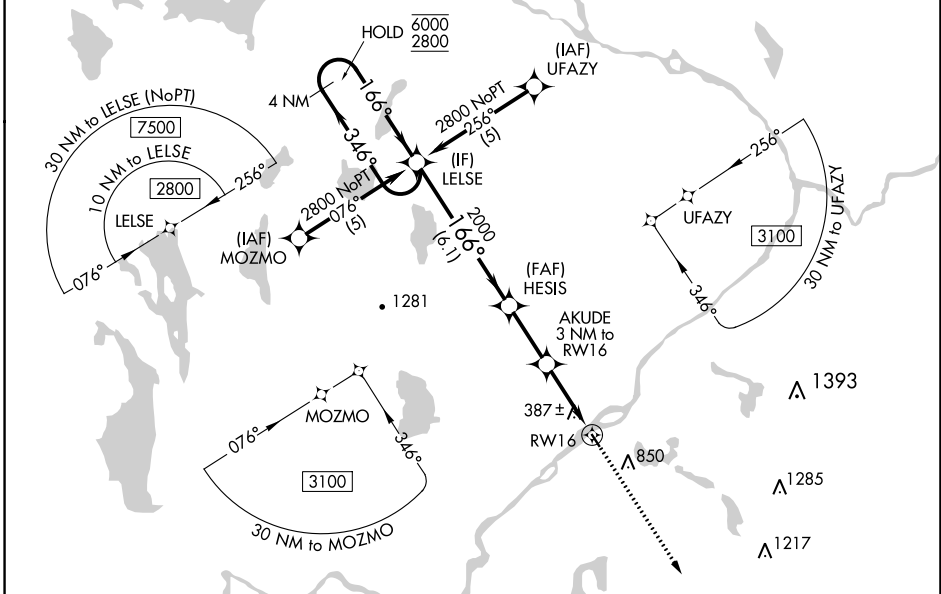 HOLD 6000
2800
(IAF)
UFAZY
4 NM
166°
346°
2800 NoPT
256°
(5)
(IF)
LELSE
30 NM to LELSE (NoPT)
7500
10 NM to LELSE
2800
256°
LELSE
076°
2800 NoPT
076°
(5)
(IAF)
MOZMO
256°
UFAZY
3100
346°
30 NM to UFAZY
2000
166°
(6.1)
(FAF)
HESIS
1281
AKUDE
3 NM to
RW16
1393
387±
RW16
850
1285
1217
MOZMO
076°
346°
3100
30 NM to MOZMO